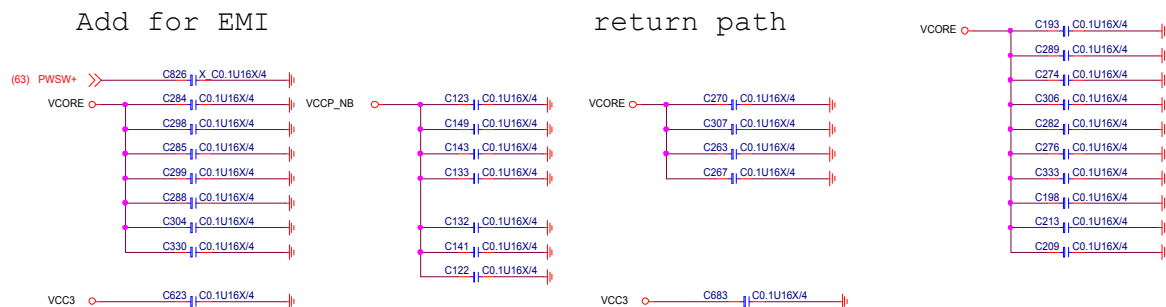 Add for EMI
(63) PWSW+ C826 X_C0.1U16X/4
VCORE C284 C0.1U16X/4
C298 C0.1U16X/4
C285 C0.1U16X/4
C299 C0.1U16X/4
C288 C0.1U16X/4
C304 C0.1U16X/4
C330 C0.1U16X/4
VCC3 C623 C0.1U16X/4
VCCP_NB C123 C0.1U16X/4
C149 C0.1U16X/4
C143 C0.1U16X/4
C133 C0.1U16X/4
C132 C0.1U16X/4
C141 C0.1U16X/4
C122 C0.1U16X/4
return path
VCORE C270 C0.1U16X/4
C307 C0.1U16X/4
C263 C0.1U16X/4
C267 C0.1U16X/4
VCC3 C683 C0.1U16X/4
VCORE C193 C0.1U16X/4
C289 C0.1U16X/4
C274 C0.1U16X/4
C306 C0.1U16X/4
C282 C0.1U16X/4
C276 C0.1U16X/4
C333 C0.1U16X/4
C198 C0.1U16X/4
C213 C0.1U16X/4
C209 C0.1U16X/4